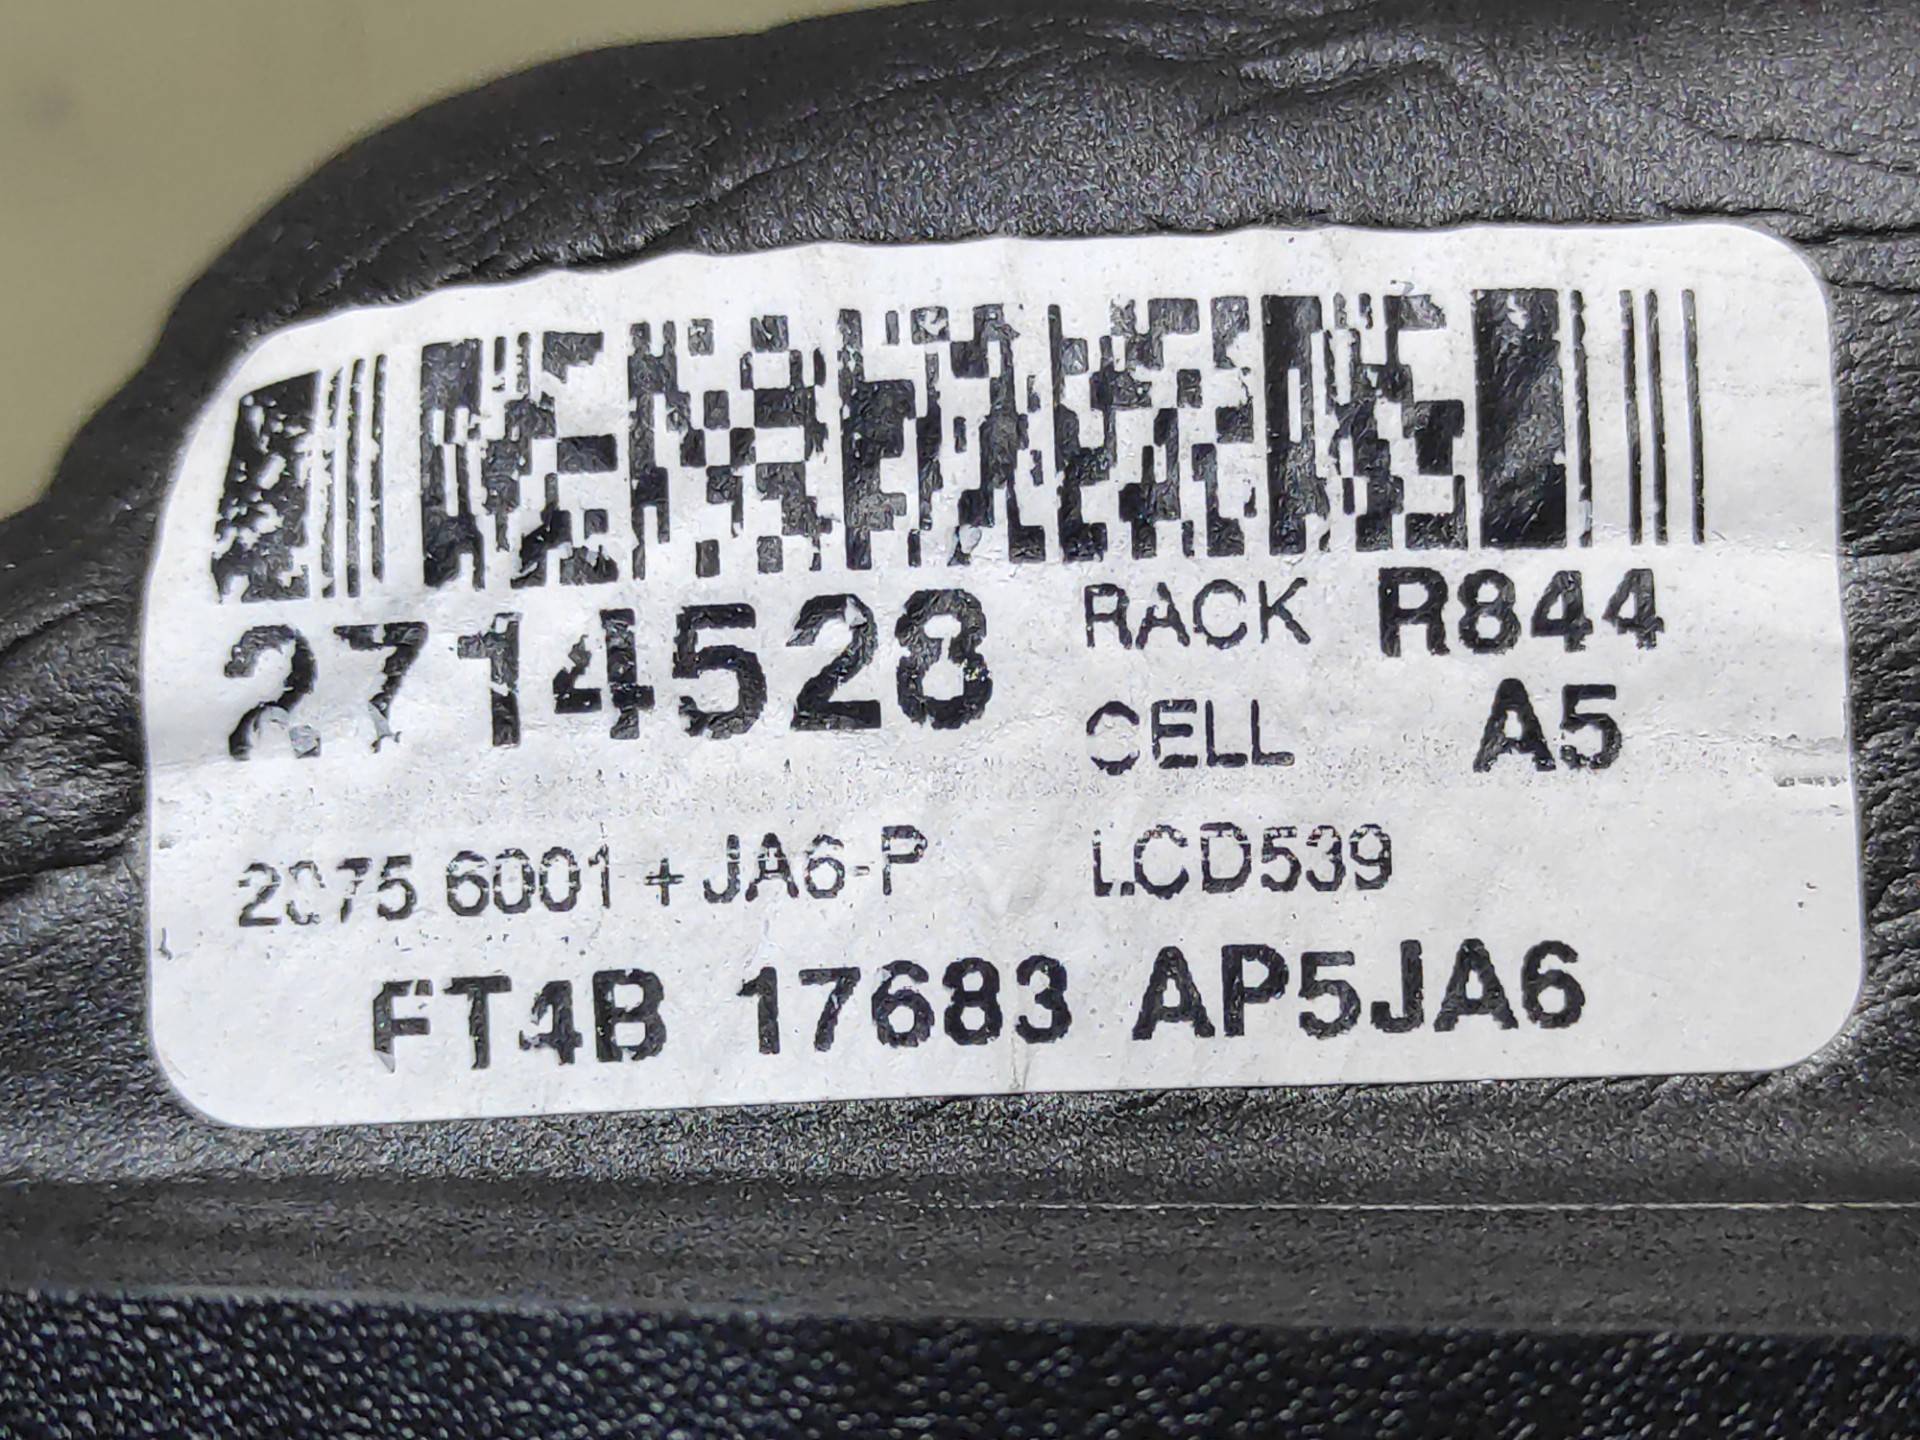 2714528 RACK R844
CELL A5
2075 6001 + JA6-P LCD539
FT4B 17683 AP5JA6